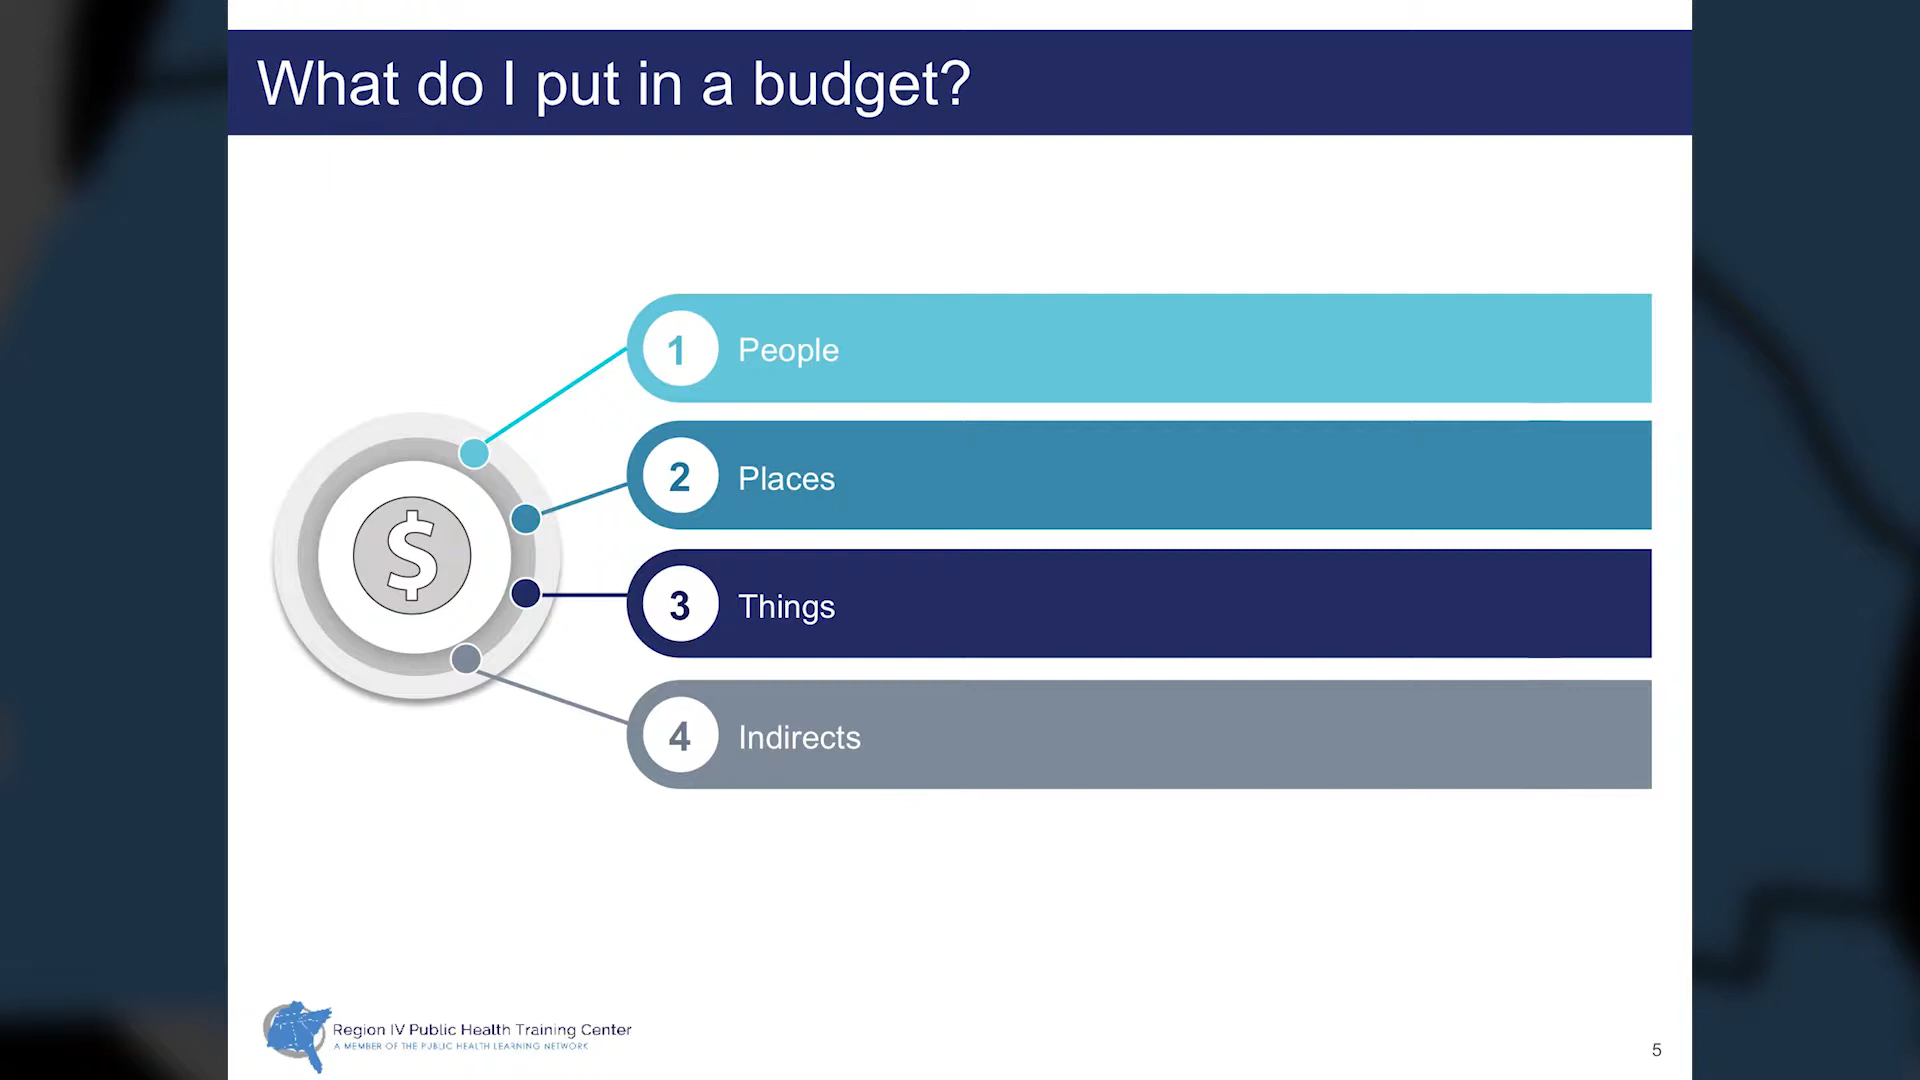 What do I put in a budget?
1 People
2 Places
$
3 Things
4 Indirects
Region IV Public Health Training Center
A MEMBER OF THE PUBLIC HEALTH LEARNING NETWORK
5